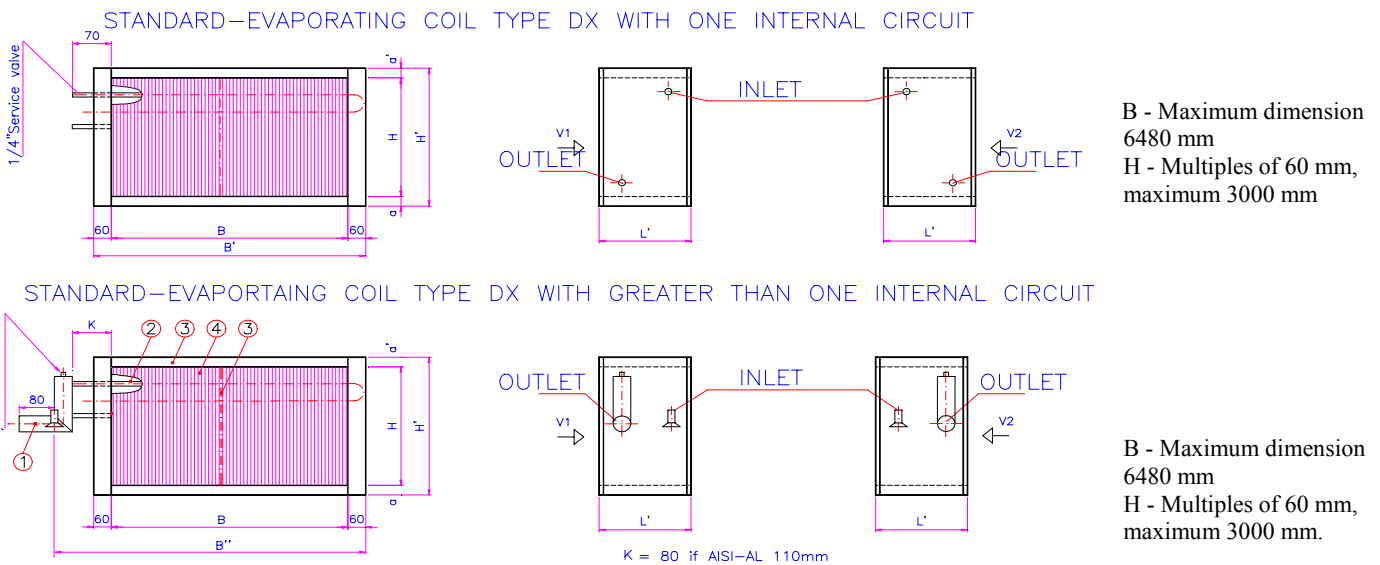 STANDARD-EVAPORATING COIL TYPE DX WITH ONE INTERNAL CIRCUIT
70
1/4"Service valve
a'
H
H'
a
60
B
60
B'
INLET
V1
OUTLET
L'
V2
OUTLET
L'
B - Maximum dimension
6480 mm
H - Multiples of 60 mm,
maximum 3000 mm
STANDARD-EVAPORTAING COIL TYPE DX WITH GREATER THAN ONE INTERNAL CIRCUIT
K
2
3
4
3
80
1
a'
H
H'
a
60
B
60
B''
OUTLET
INLET
OUTLET
V1
V2
L'
L'
K = 80 if AISI-AL 110mm
B - Maximum dimension
6480 mm
H - Multiples of 60 mm,
maximum 3000 mm.